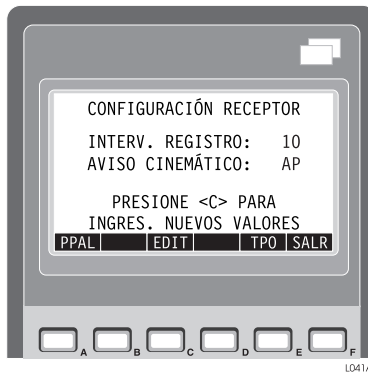 CONFIGURACIÓN RECEPTOR
INTERV. REGISTRO: 10
AVISO CINEMÁTICO: AP
PRESIONE <C> PARA
INGRES. NUEVOS VALORES
PPAL EDIT TPO SALR
A B C D E F
L041A